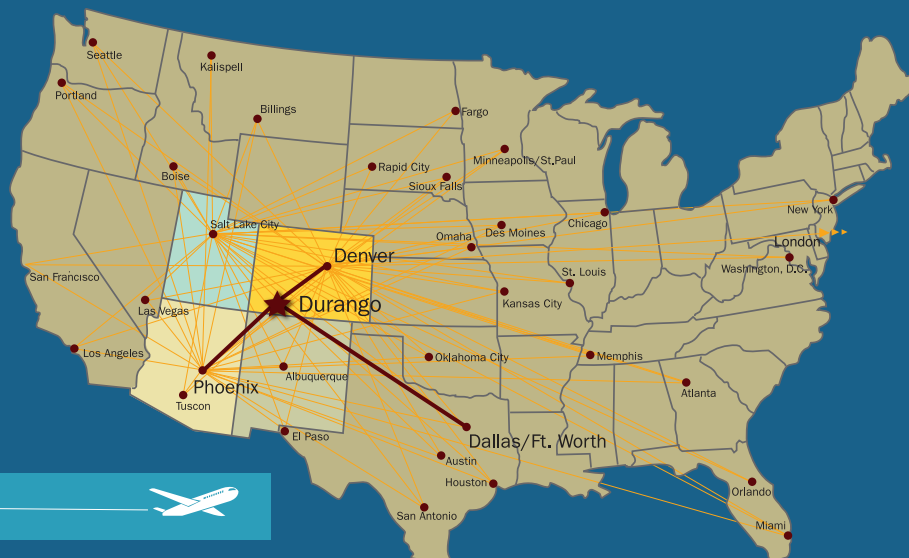 Seattle
Kalispell
Portland
Billings
Fargo
Minneapolis/St.Paul
Rapid City
Boise
Sioux Falls
New York
Salt Lake City
Chicago
Des Moines
Omaha
London
Denver
Washington, D.C.
San Francisco
St. Louis
Durango
Kansas City
Las Vegas
Los Angeles
Oklahoma City
Memphis
Albuquerque
Phoenix
Atlanta
Tuscon
El Paso
Dallas/Ft. Worth
Austin
Houston
Orlando
San Antonio
Miami